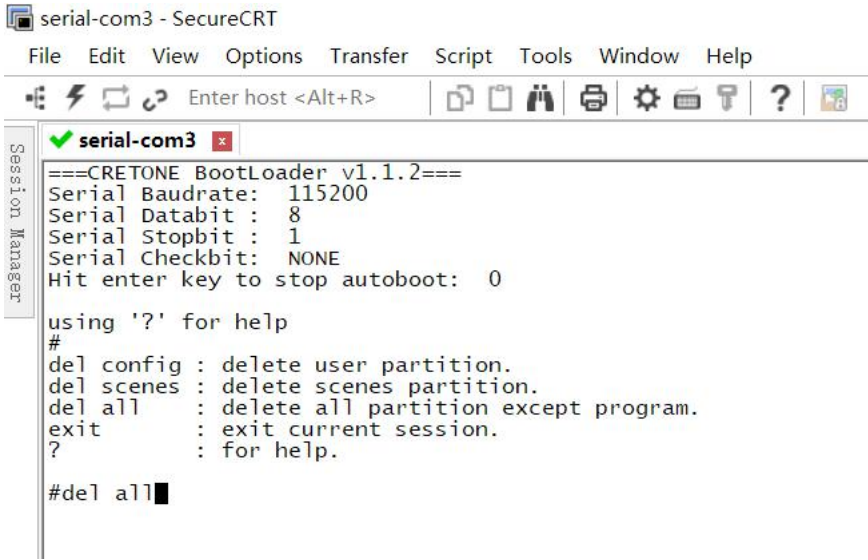 serial-com3 - SecureCRT
File Edit View Options Transfer Script Tools Window Help
Enter host <Alt+R>
Session Manager
serial-com3
===CRETONE BootLoader v1.1.2===
Serial Baudrate:  115200
Serial Databit :  8
Serial Stopbit :  1
Serial Checkbit:  NONE
Hit enter key to stop autoboot:  0
using '?' for help
#
del config : delete user partition.
del scenes : delete scenes partition.
del all    : delete all partition except program.
exit       : exit current session.
?          : for help.
#del all